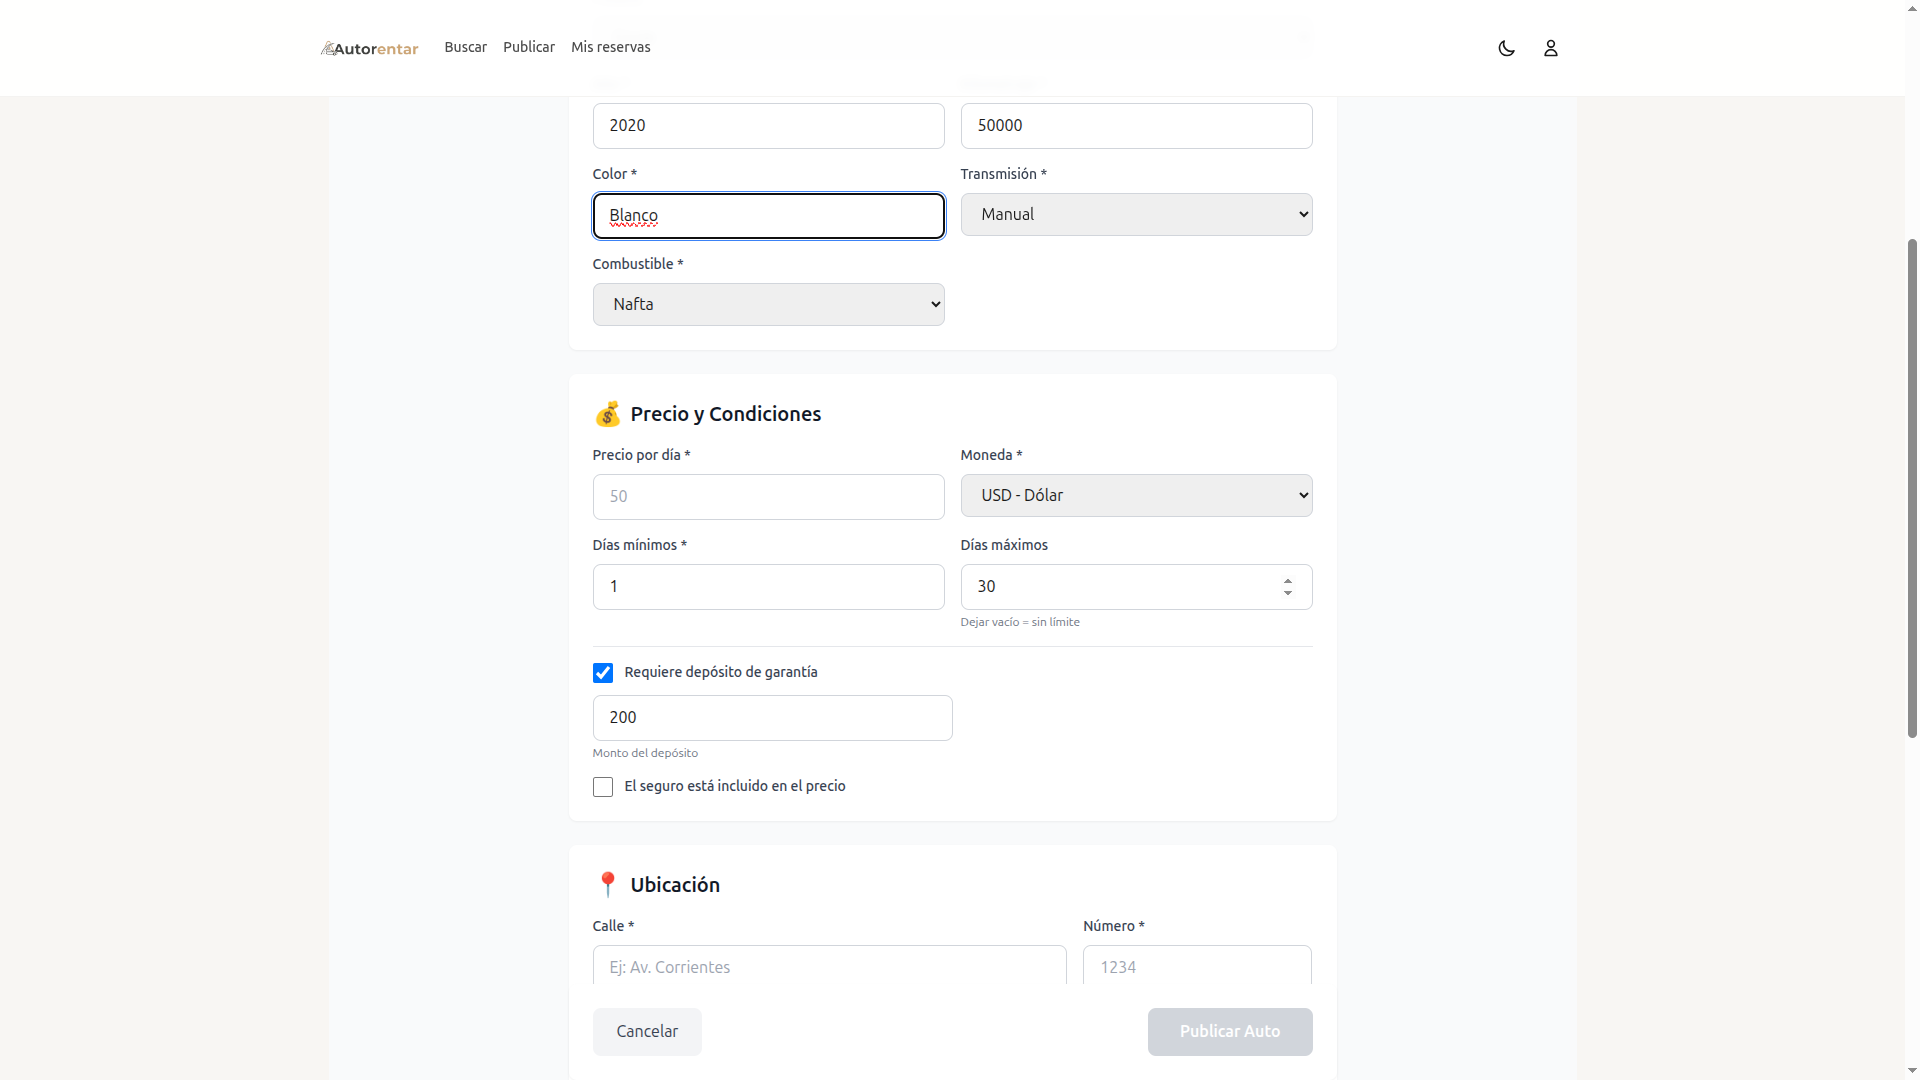 Autorentar Buscar Publicar Mis reservas
2020 50000
Color * Transmisión *
Blanco Manual
Combustible *
Nafta
Precio y Condiciones
Precio por día * Moneda *
50 USD - Dólar
Días mínimos * Días máximos
1 30
Dejar vacío = sin límite
Requiere depósito de garantía
200
Monto del depósito
El seguro está incluido en el precio
Ubicación
Calle * Número *
Ej: Av. Corrientes 1234
Cancelar Publicar Auto